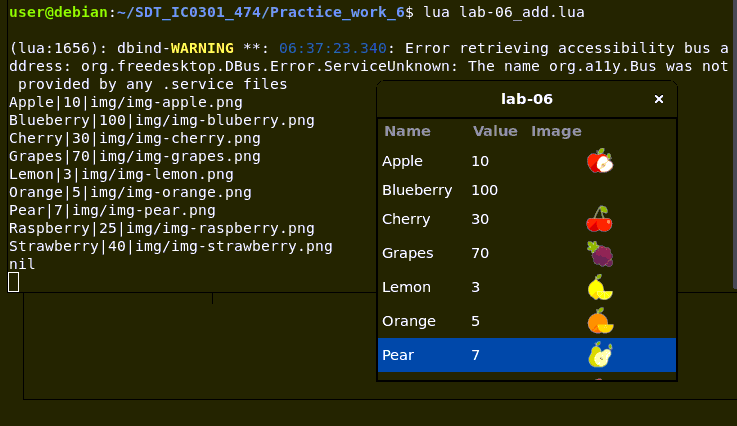 user@debian:~/SDT_IC0301_474/Practice_work_6$ lua lab-06_add.lua
(lua:1656): dbind-WARNING **: 06:37:23.340: Error retrieving accessibility bus a
ddress: org.freedesktop.DBus.Error.ServiceUnknown: The name org.a11y.Bus was not
provided by any .service files
Apple|10|img/img-apple.png
Blueberry|100|img/img-bluberry.png
Cherry|30|img/img-cherry.png
Grapes|70|img/img-grapes.png
Lemon|3|img/img-lemon.png
Orange|5|img/img-orange.png
Pear|7|img/img-pear.png
Raspberry|25|img/img-raspberry.png
Strawberry|40|img/img-strawberry.png
nil
lab-06 ×
Name Value Image
Apple 10
Blueberry 100
Cherry 30
Grapes 70
Lemon 3
Orange 5
Pear 7